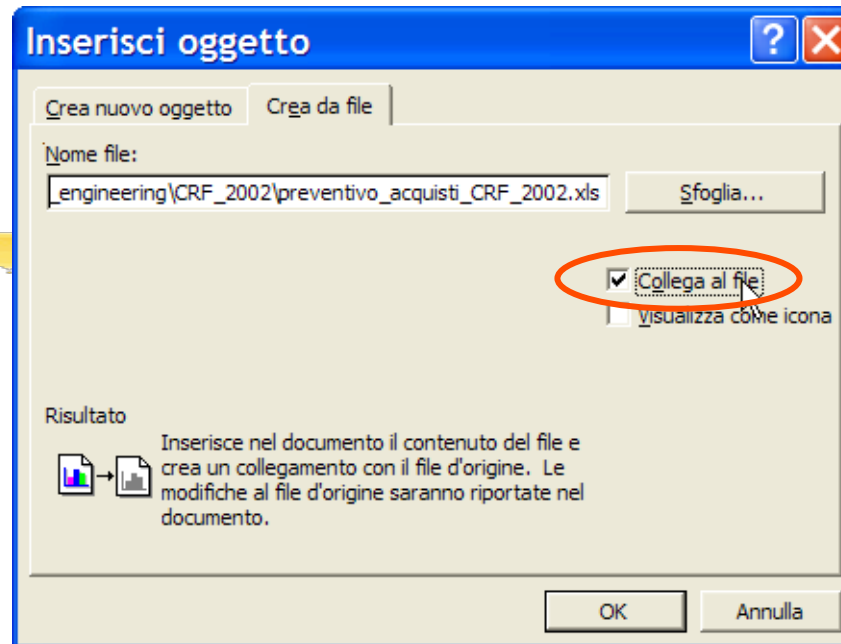 Inserisci oggetto
Crea nuovo oggetto
Crea da file
Nome file:
_engineering\CRF_2002\preventivo_acquisti_CRF_2002.xls
Sfoglia...
Collega al file
Visualizza come icona
Risultato
Inserisce nel documento il contenuto del file e
crea un collegamento con il file d'origine. Le
modifiche al file d'origine saranno riportate nel
documento.
OK
Annulla